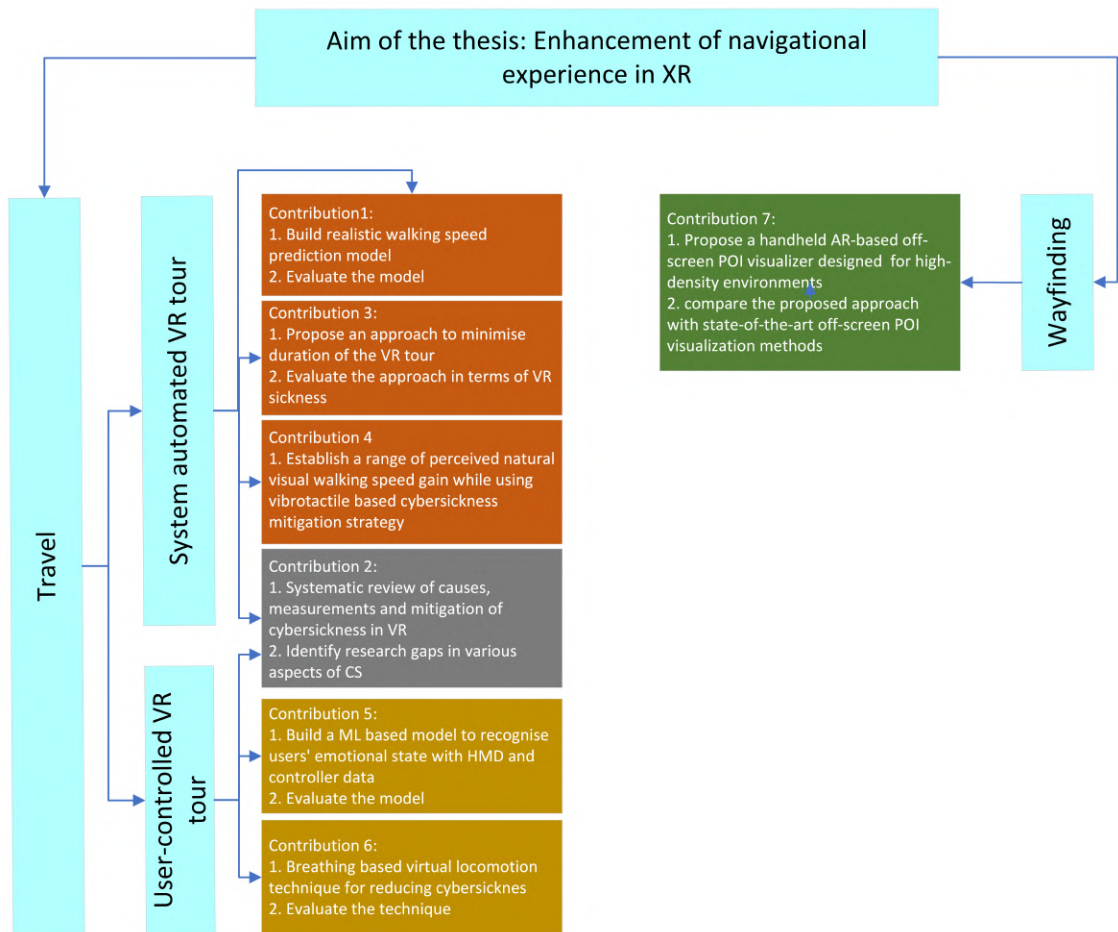 Aim of the thesis: Enhancement of navigational
experience in XR
Travel
System automated VR tour
User-controlled VR
tour
Contribution1:
1. Build realistic walking speed
prediction model
2. Evaluate the model
Contribution 3:
1. Propose an approach to minimise
duration of the VR tour
2. Evaluate the approach in terms of VR
sickness
Contribution 4
1. Establish a range of perceived natural
visual walking speed gain while using
vibrotactile based cybersickness
mitigation strategy
Contribution 2:
1. Systematic review of causes,
measurements and mitigation of
cybersickness in VR
2. Identify research gaps in various
aspects of CS
Contribution 5:
1. Build a ML based model to recognise
users' emotional state with HMD and
controller data
2. Evaluate the model
Contribution 6:
1. Breathing based virtual locomotion
technique for reducing cybersicknes
2. Evaluate the technique
Contribution 7:
1. Propose a handheld AR-based off-
screen POI visualizer designed for high-
density environments
2. compare the proposed approach
with state-of-the-art off-screen POI
visualization methods
Wayfinding